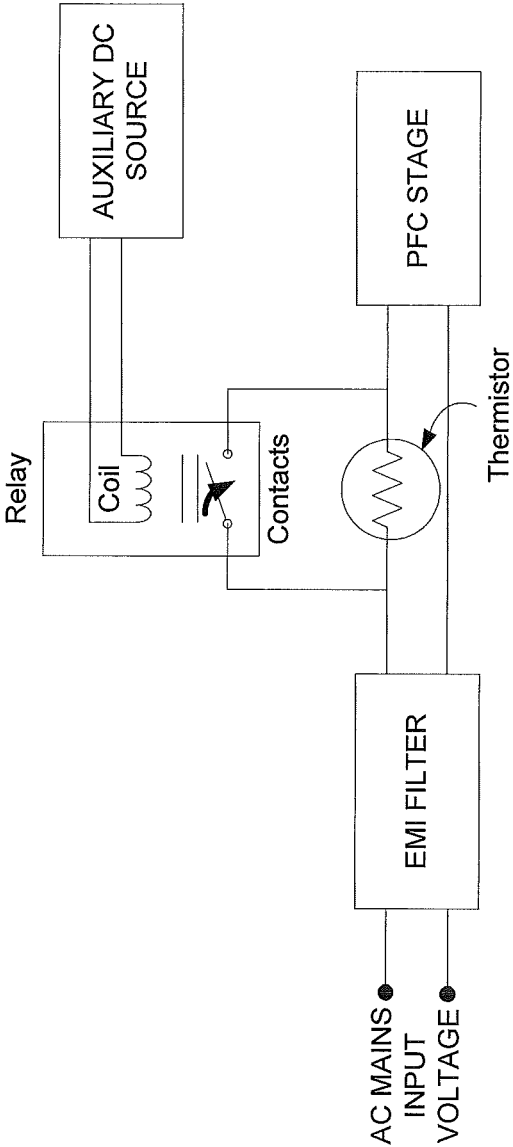 AUXILIARY DC
SOURCE
Relay
Coil
Contacts
PFC STAGE
Thermistor
EMI FILTER
AC MAINS
INPUT
VOLTAGE